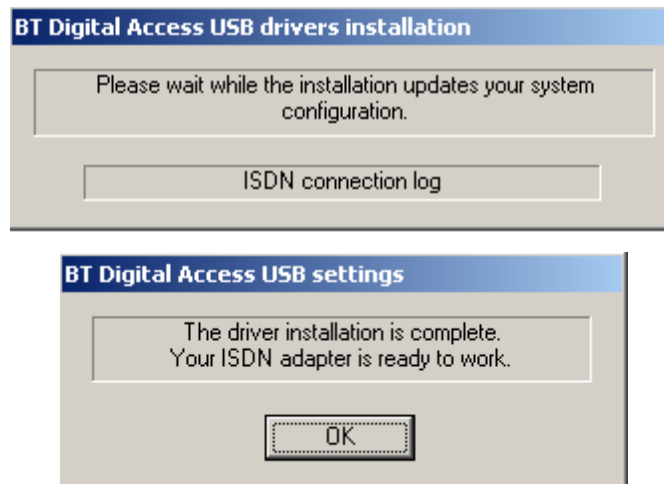 BT Digital Access USB drivers installation
Please wait while the installation updates your system
configuration.
ISDN connection log
BT Digital Access USB settings
The driver installation is complete.
Your ISDN adapter is ready to work.
OK